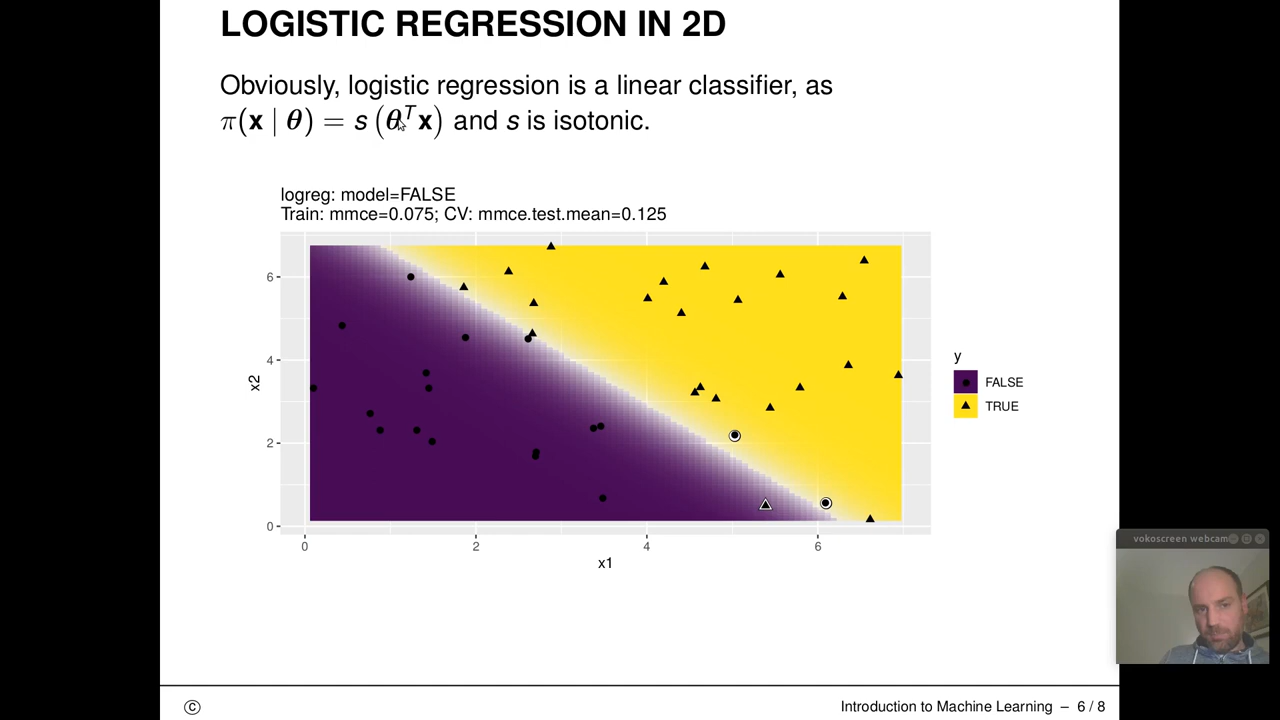 LOGISTIC REGRESSION IN 2D
Obviously, logistic regression is a linear classifier, as
π(x | θ) = s (θᵀx) and s is isotonic.
logreg: model=FALSE
Train: mmce=0.075; CV: mmce.test.mean=0.125
6
4
2
0
x2
0 2 4 6
x1
y
FALSE
TRUE
vokoscreen webcam
© Introduction to Machine Learning – 6 / 8